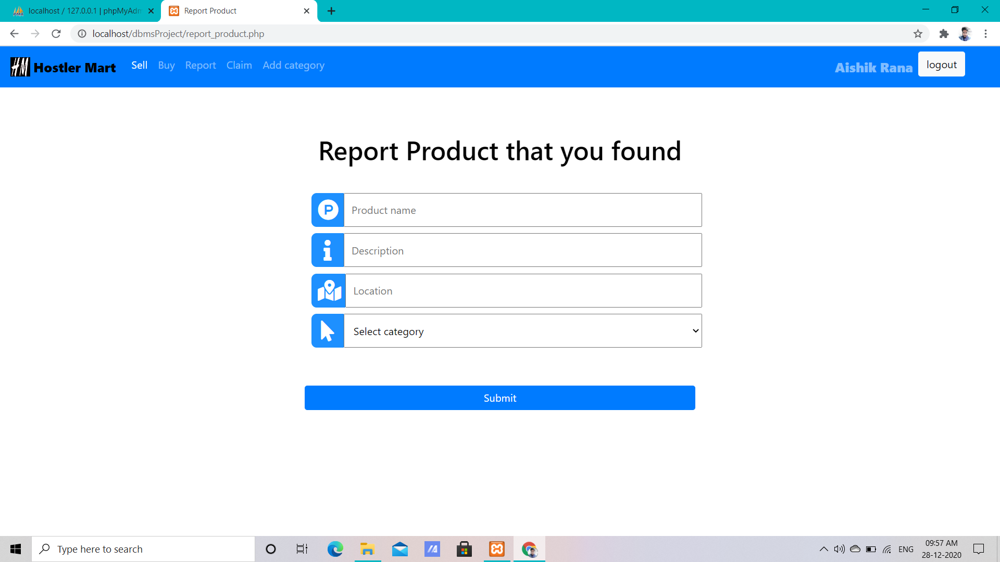 localhost / 127.0.0.1 | phpMyAdm
Report Product
localhost/dbmsProject/report_product.php
HM Hostler Mart Sell Buy Report Claim Add category Aishik Rana logout
Report Product that you found
Product name
Description
Location
Select category
Submit
Type here to search
ENG
09:57 AM
28-12-2020